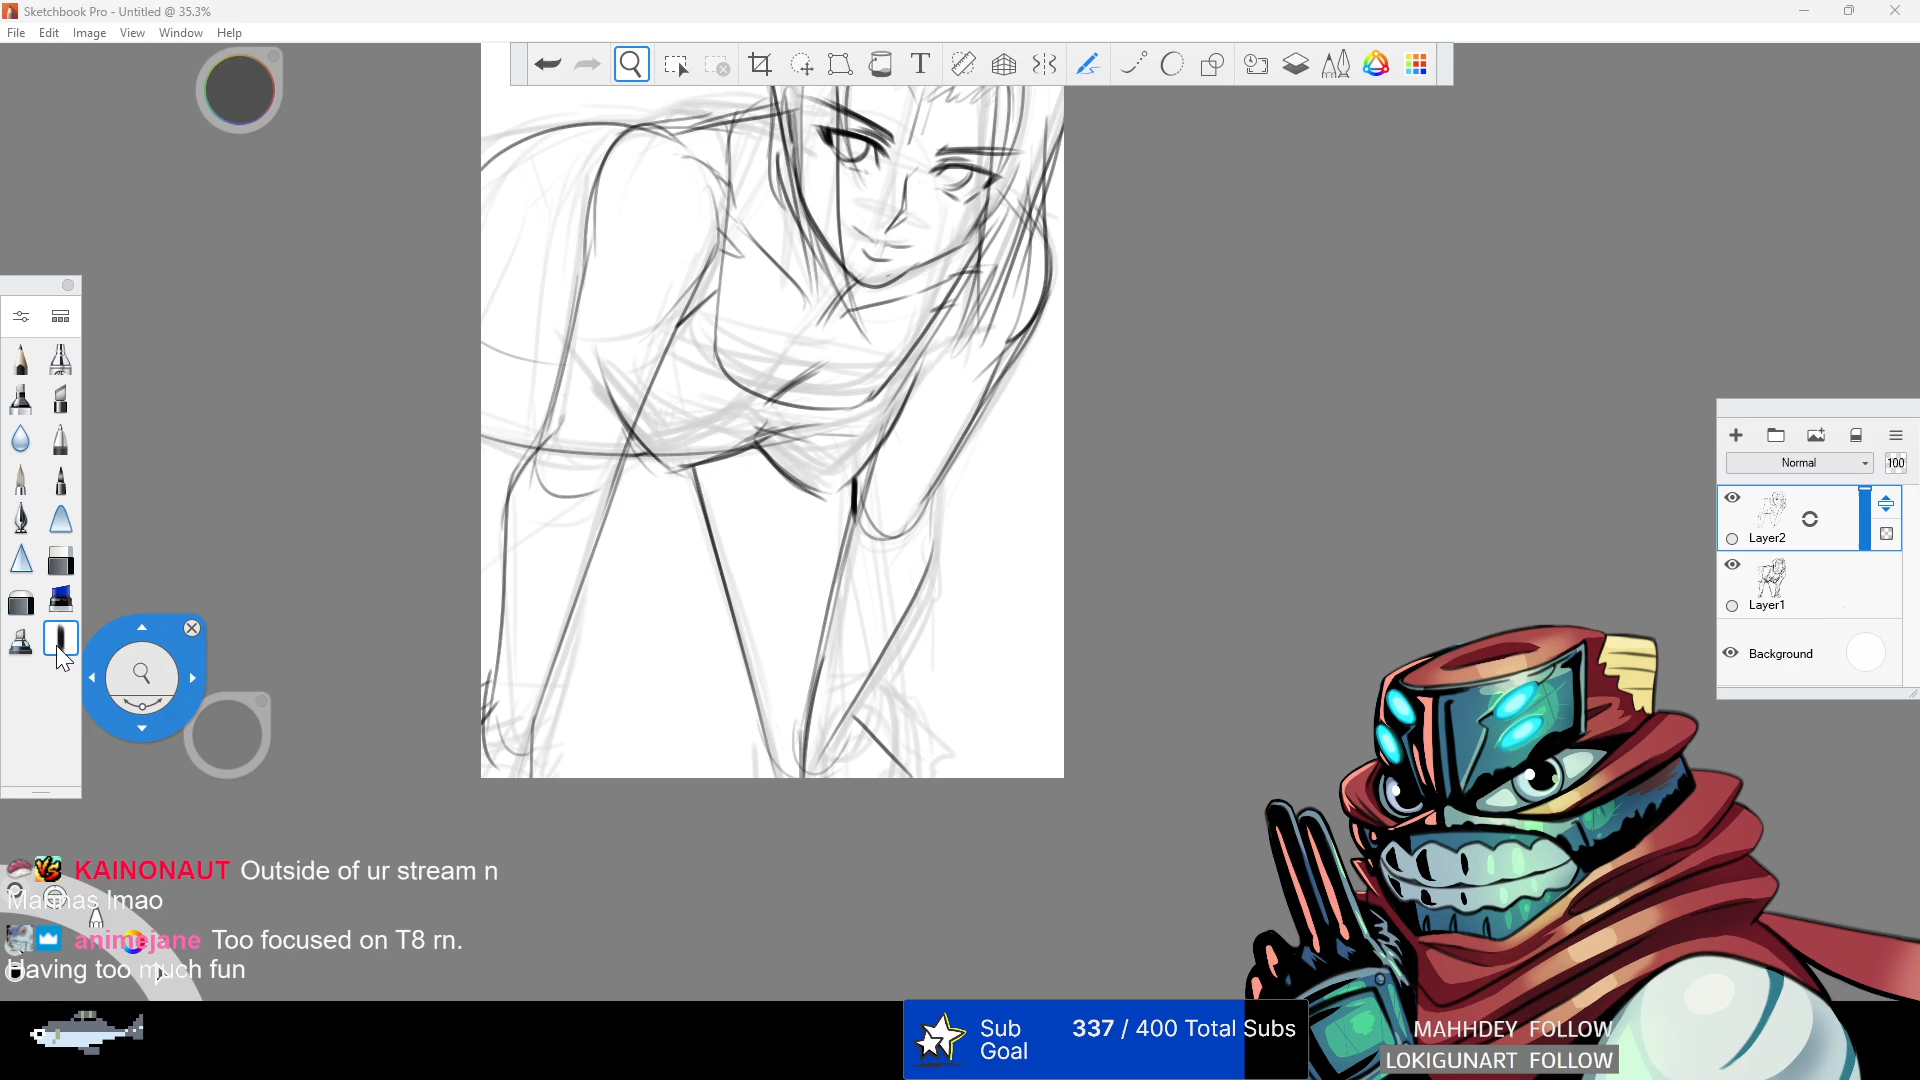 Sketchbook Pro - Untitled @ 35.3%
File Edit Image View Window Help
T
Normal 100
Layer2
Layer1
Background
KAINONAUT Outside of ur stream n
Mannas lmao
animejane Too focused on T8 rn.
Having too much fun
Sub Goal
337 / 400 Total Subs
MAHHDEY FOLLOW
LOKIGUNART FOLLOW